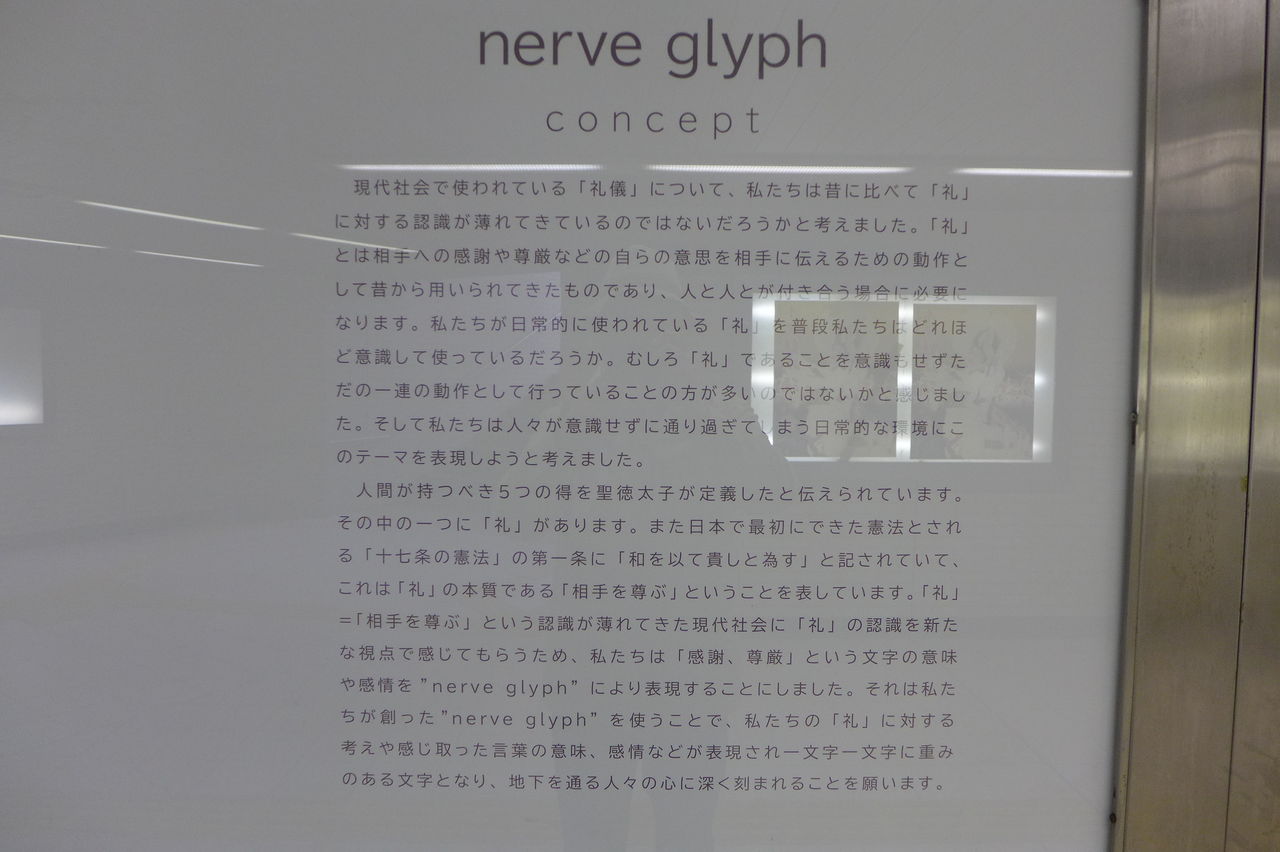 nerve glyph
concept
現代社会で使われている「礼儀」について、私たちは昔に比べて「礼」
に対する認識が薄れてきているのではないだろうかと考えました。「礼」
とは相手への感謝や尊厳などの自らの意思を相手に伝えるための動作と
して昔から用いられてきたものであり、人と人とが付き合う場合に必要に
なります。私たちが日常的に使われている「礼」を普段私たちはどれほ
ど意識して使っているだろうか。むしろ「礼」であることを意識もせずた
だの一連の動作として行っていることの方が多いのではないかと感じまし
た。そして私たちは人々が意識せずに通り過ぎてしまう日常的な環境にこ
のテーマを表現しようと考えました。
人間が持つべき5つの得を聖徳太子が定義したと伝えられています。
その中の一つに「礼」があります。また日本で最初にできた憲法とされ
る「十七条の憲法」の第一条に「和を以て貴しと為す」と記されていて、
これは「礼」の本質である「相手を尊ぶ」ということを表しています。「礼」
=「相手を尊ぶ」という認識が薄れてきた現代社会に「礼」の認識を新た
な視点で感じてもらうため、私たちは「感謝、尊厳」という文字の意味
や感情を"nerve glyph" により表現することにしました。それは私た
ちが創った"nerve glyph" を使うことで、私たちの「礼」に対する
考えや感じ取った言葉の意味、感情などが表現され一文字一文字に重み
のある文字となり、地下を通る人々の心に深く刻まれることを願います。